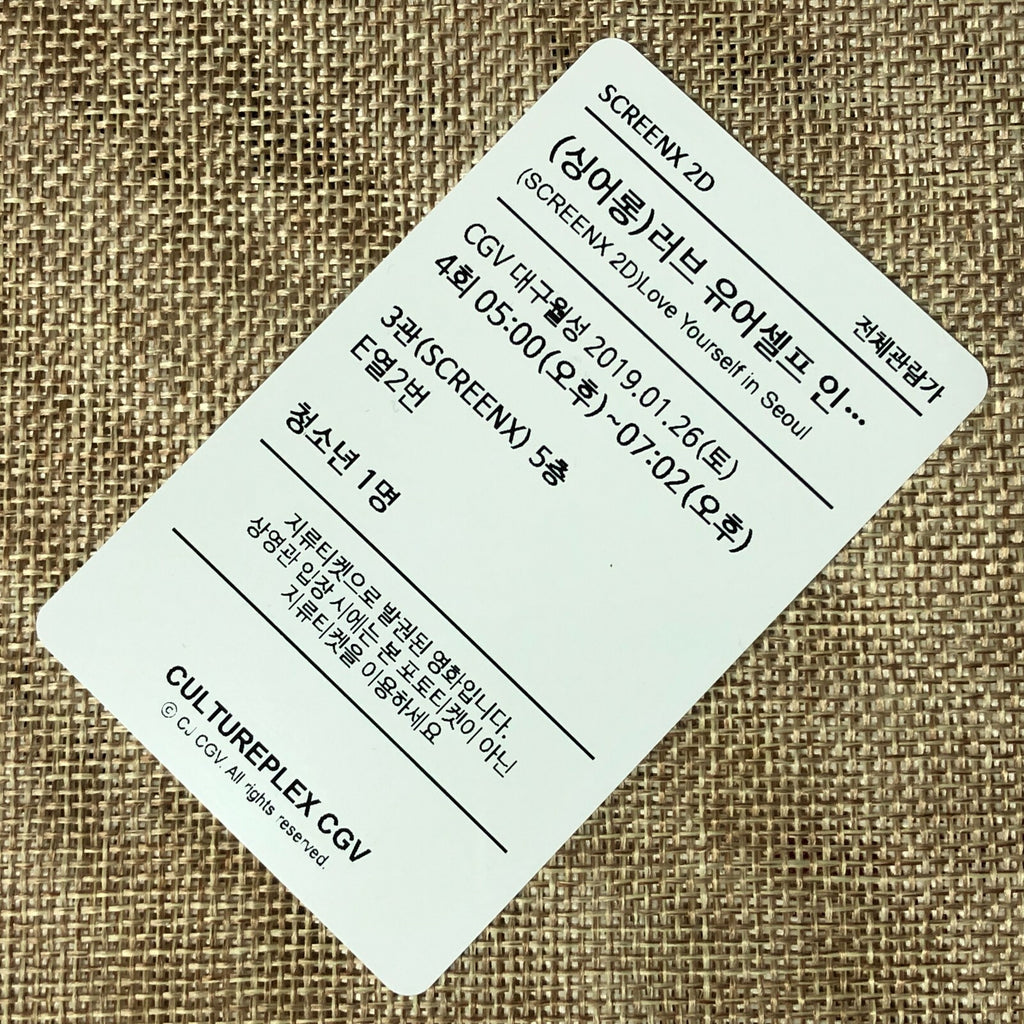 SCREENX 2D 전체관람가
(싱어롱)러브 유어셀프 인...
(SCREENX 2D)Love Yourself in Seoul
CGV 대구월성 2019.01.26(토)
4회 05:00(오후)~07:02(오후)
3관(SCREENX) 5층
E열2번
청소년 1명
지류티켓으로 발권된 영화입니다.
상영관 입장 시에는 본 포토티켓이 아닌
지류티켓을 이용하세요
CULTUREPLEX CGV
ⓒ CJ CGV. All rights reserved.